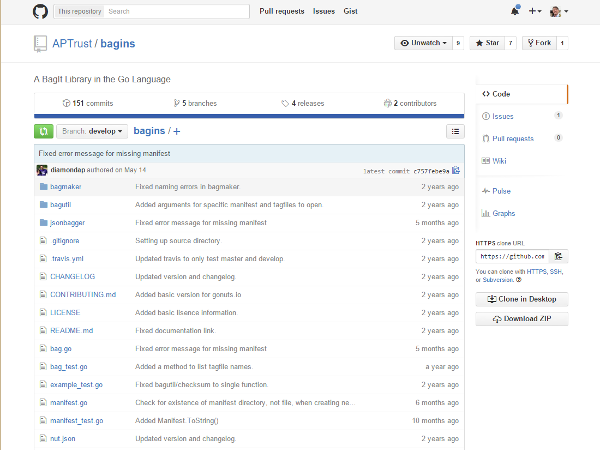 This repository Search Pull requests Issues Gist
APTrust / bagins
Unwatch 9 Star 7 Fork 1
A BagIt Library in the Go Language
151 commits 5 branches 4 releases 2 contributors
Branch: develop bagins / +
Fixed error message for missing manifest
diamondap authored on May 14 latest commit c757febe9a
bagmaker Fixed naming errors in bagmaker 2 years ago
bagutil Added arguments for specific manifest and tagfiles to open. 2 years ago
jsonbagger Fixed error message for missing manifest 5 months ago
.gitignore Setting up source directory. 2 years ago
.travis.yml Updated travis to only test master and develop 2 years ago
CHANGELOG Updated version and changelog 2 years ago
CONTRIBUTING.md Added basic version for gonuts.io 2 years ago
LICENSE Added basic lisence information. 2 years ago
README.md Fixed documentation link 2 years ago
bag.go Fixed error message for missing manifest 5 months ago
bag_test.go Added a method to list tagfile names. a year ago
example_test.go Fixed bagutil/checksum to single function. 2 years ago
manifest.go Check for existence of manifest directory, not file, when creating ne... 6 months ago
manifest_test.go Added Manifest.ToString() 10 months ago
nut.json Updated version and changelog 2 years ago
Code
Issues 1
Pull requests 0
Wiki
Pulse
Graphs
HTTPS clone URL
https://github.com
You can clone with HTTPS, SSH,
or Subversion.
Clone in Desktop
Download ZIP